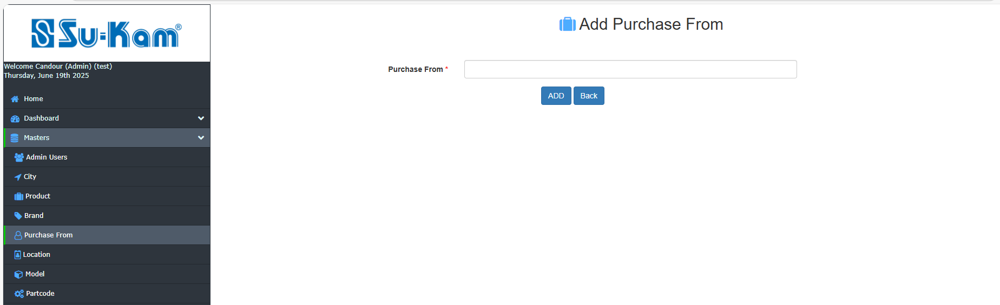 Su-Kam®
Welcome Candour (Admin) (test)
Thursday, June 19th 2025
Home
Dashboard
Masters
Admin Users
City
Product
Brand
Purchase From
Location
Model
Partcode
Add Purchase From
Purchase From *
ADD Back